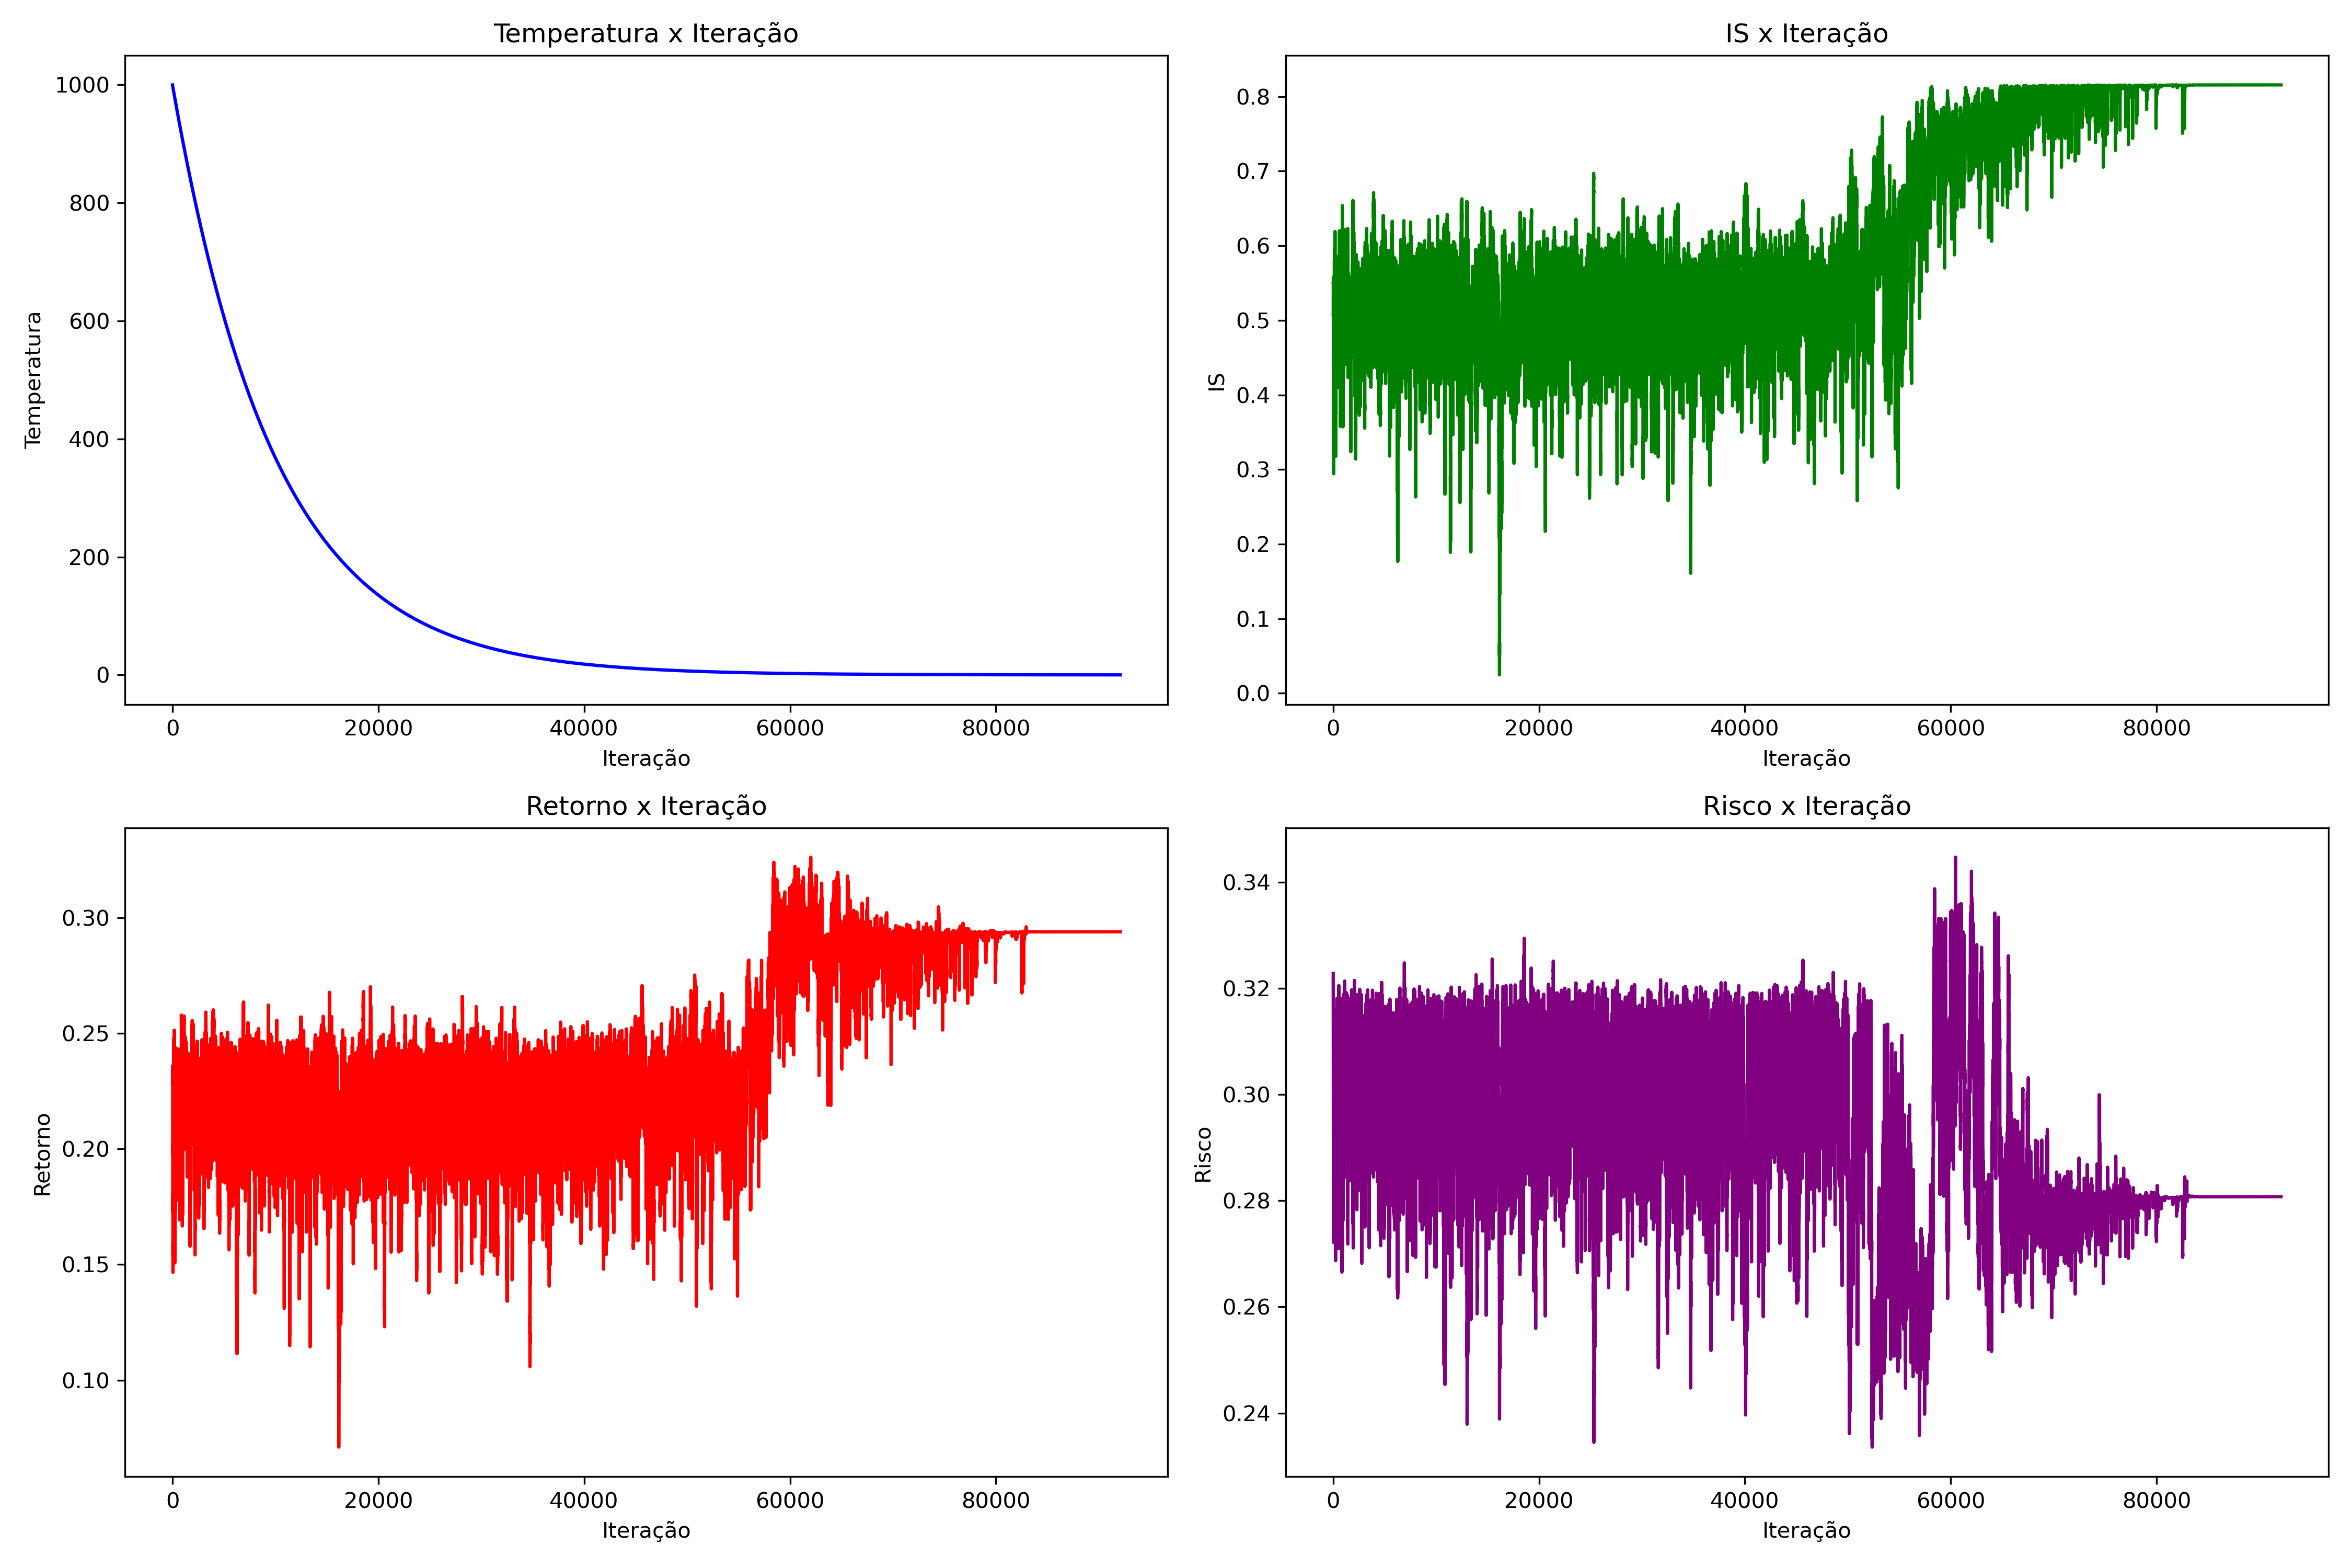 Temperatura x Iteração
1000
800
600
400
200
0
Temperatura
0 20000 40000 60000 80000
Iteração
IS x Iteração
0.8
0.7
0.6
0.5
0.4
0.3
0.2
0.1
0.0
IS
0 20000 40000 60000 80000
Iteração
Retorno x Iteração
0.30
0.25
0.20
0.15
0.10
Retorno
0 20000 40000 60000 80000
Iteração
Risco x Iteração
0.34
0.32
0.30
0.28
0.26
0.24
Risco
0 20000 40000 60000 80000
Iteração